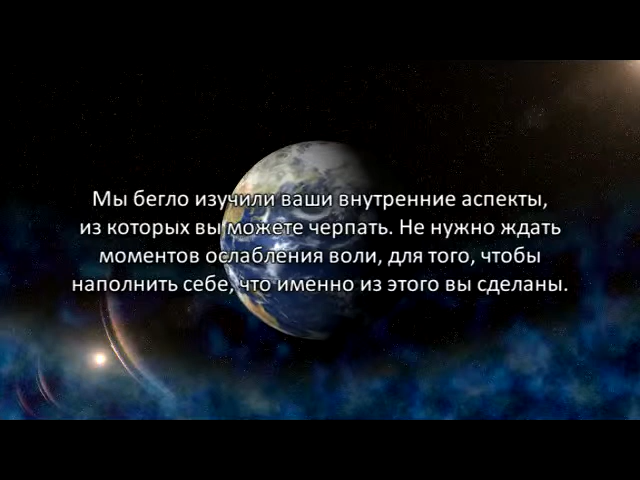 Мы бегло изучили ваши внутренние аспекты,
из которых вы можете черпать. Не нужно ждать
моментов ослабления воли, для того, чтобы
наполнить себе, что именно из этого вы сделаны.